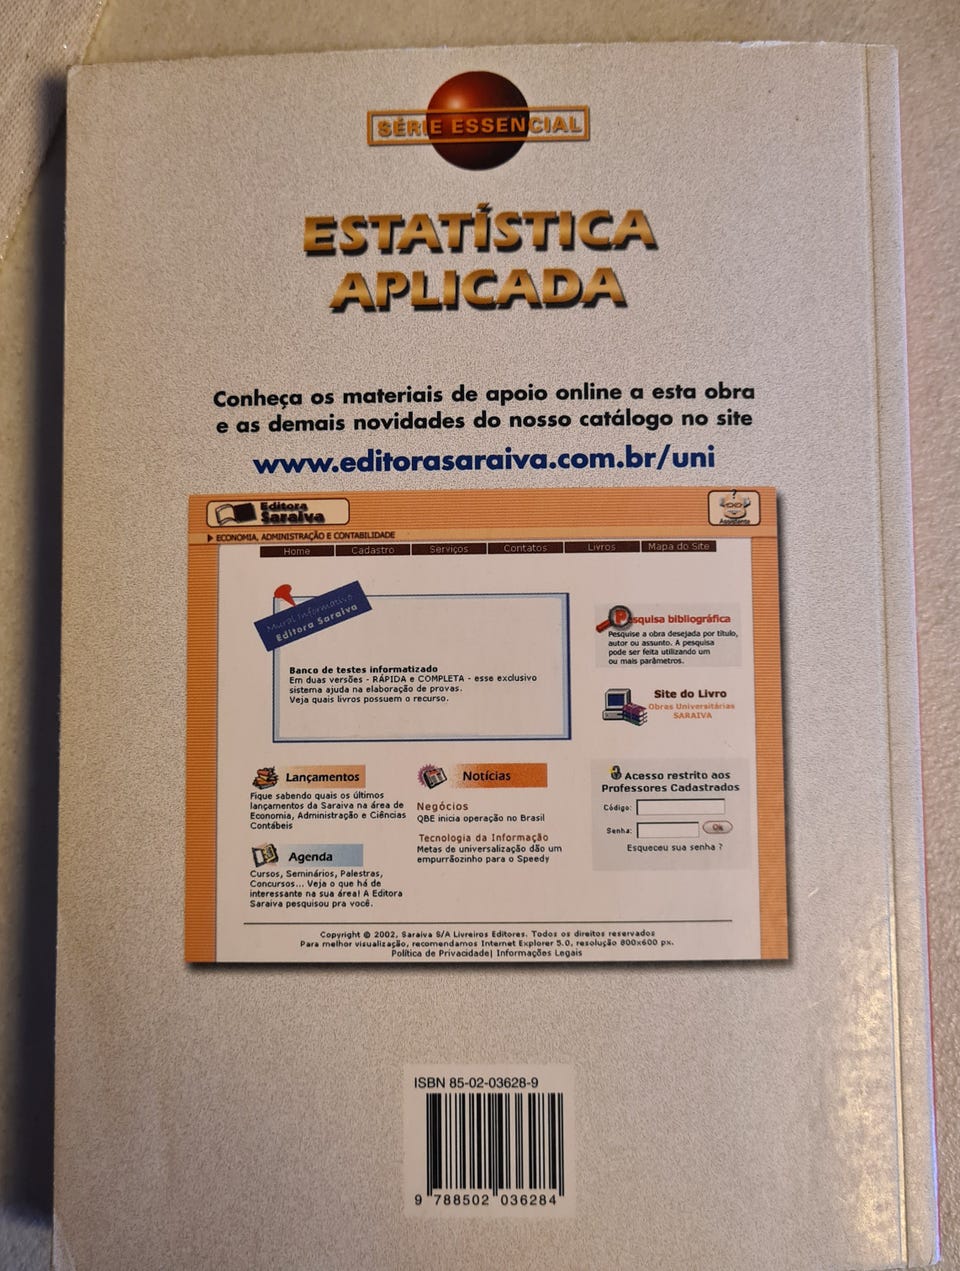 SÉRIE ESSENCIAL
ESTATÍSTICA
APLICADA
Conheça os materiais de apoio online a esta obra
e as demais novidades do nosso catálogo no site
www.editorasaraiva.com.br/uni
Editora
Saraiva
?
Assistente
ECONOMIA, ADMINISTRAÇÃO E CONTABILIDADE
Home Cadastro Serviços Contatos Livros Mapa do Site
Mural Informativo
Editora Saraiva
Banco de testes informatizado
Em duas versões - RÁPIDA e COMPLETA - esse exclusivo
sistema ajuda na elaboração de provas.
Veja quais livros possuem o recurso.
Pesquisa bibliográfica
Pesquise a obra desejada por título,
autor ou assunto. A pesquisa
pode ser feita utilizando um
ou mais parâmetros.
Site do Livro
Obras Universitárias
SARAIVA
Lançamentos
Fique sabendo quais os últimos
lançamentos da Saraiva na área de
Economia, Administração e Ciências
Contábeis
Agenda
Cursos, Seminários, Palestras,
Concursos... Veja o que há de
interessante na sua área! A Editora
Saraiva pesquisou pra você.
Notícias
Negócios
QBE inicia operação no Brasil
Tecnologia da Informação
Metas de universalização dão um
empurrãozinho para o Speedy
Acesso restrito aos
Professores Cadastrados
Código:
Senha: Ok
Esqueceu sua senha ?
Copyright @ 2002, Saraiva S/A Livreiros Editores. Todos os direitos reservados
Para melhor visualização, recomendamos Internet Explorer 5.0, resolução 800x600 px.
Política de Privacidade| Informações Legais
ISBN 85-02-03628-9
9 788502 036284